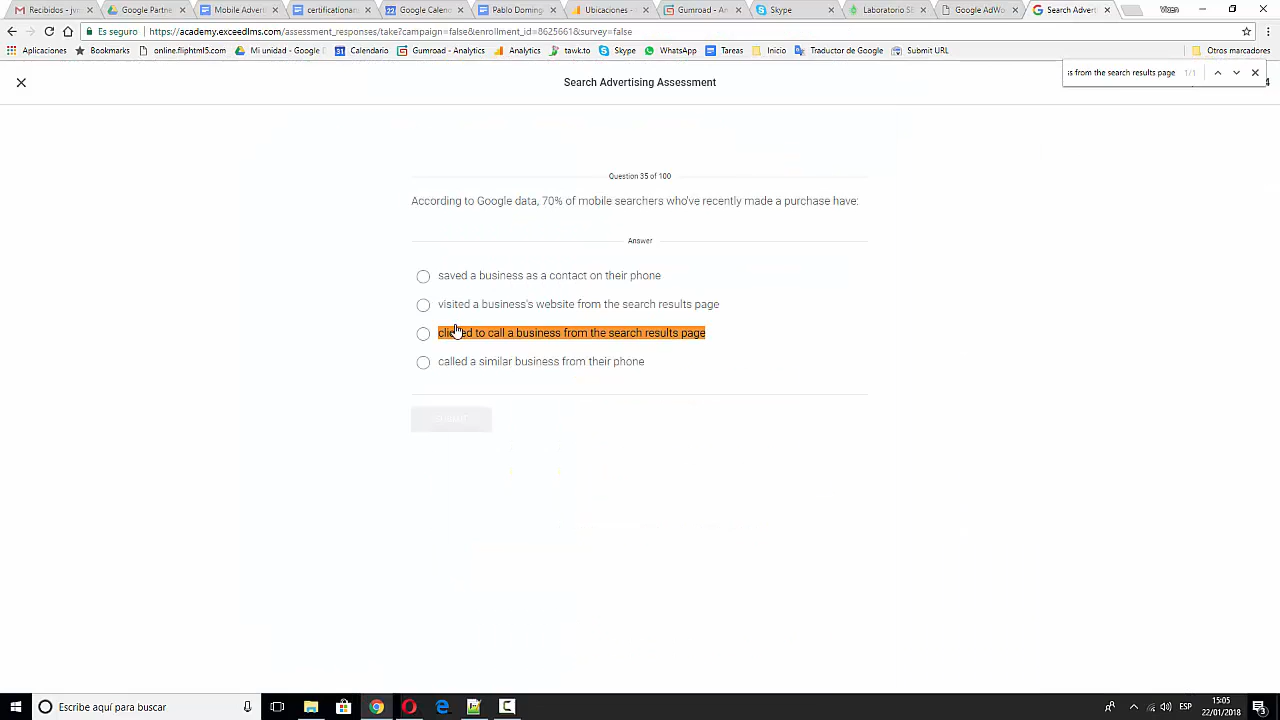 Recibidos - jv
Google Partne
Mobile Adverti
certificationan
Google Calend
Pablo Doming
Ubicaciones -
Gumroad - An
Skype
Laboratorio SE
Google AdWo
Search Advert
Es seguro https://academy.exceedlms.com/assessment_responses/take?campaign=false&enrollment_id=8625661&survey=false
Aplicaciones Bookmarks online.fliphtml5.com Mi unidad - Google D Calendario Gumroad - Analytics Analytics tawk.to Skype WhatsApp Tareas Inicio Traductor de Google Submit URL Otros marcadores
Search Advertising Assessment
s from the search results page 1/1
4
Question 35 of 100
According to Google data, 70% of mobile searchers who've recently made a purchase have:
Answer
saved a business as a contact on their phone
visited a business's website from the search results page
clicked to call a business from the search results page
called a similar business from their phone
SUBMIT
Escribe aquí para buscar
ESP
15:05
22/01/2018